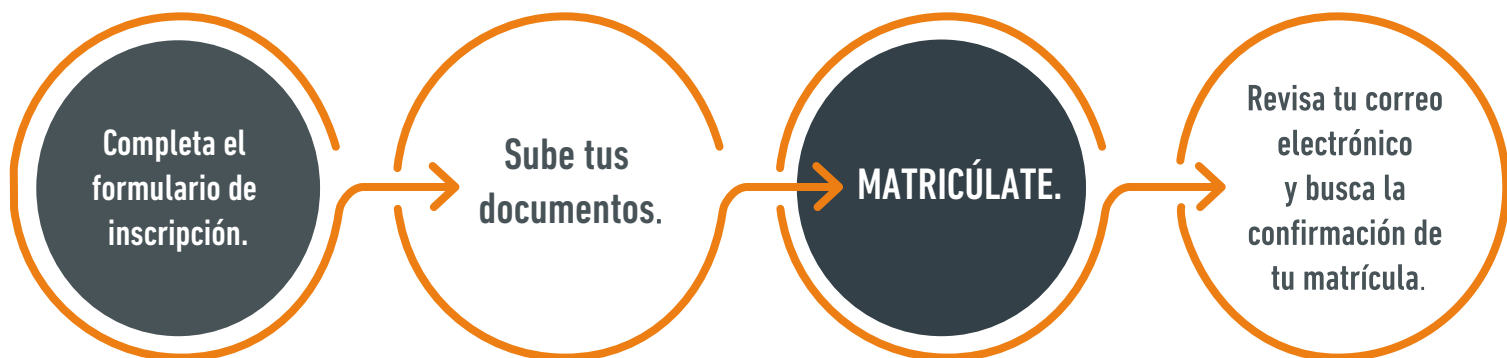 Completa el
formulario de
inscripción.
Sube tus
documentos.
MATRICÚLATE.
Revisa tu correo
electrónico
y busca la
confirmación de
tu matrícula.